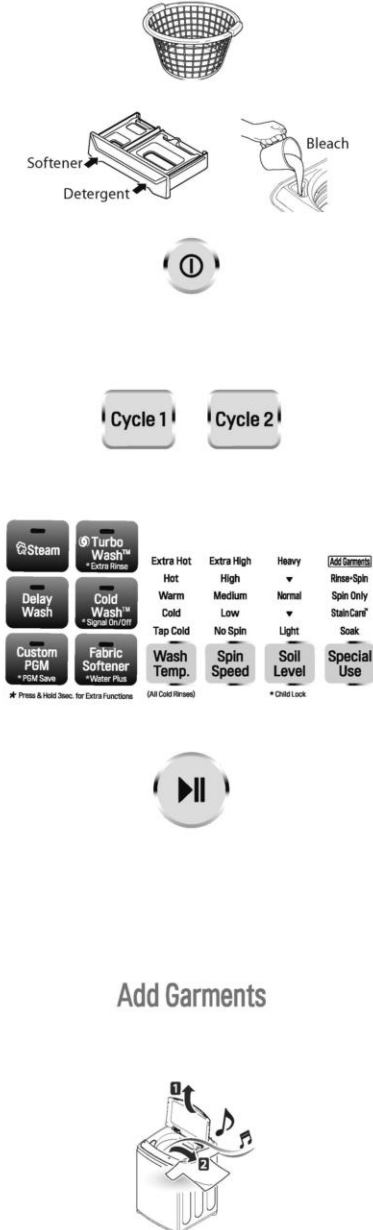 Softener
Detergent
Bleach
Cycle 1 Cycle 2
Steam
Turbo
Wash™
* Extra Rinse
Delay
Wash
Cold
Wash™
* Signal On/Off
Custom
PGM
* PGM Save
Fabric
Softener
*Water Plus
* Press & Hold 3sec. for Extra Functions
Extra Hot Extra High Heavy Add Garments
Hot High ▼ Rinse+Spin
Warm Medium Normal Spin Only
Cold Low ▼ StainCare™
Tap Cold No Spin Light Soak
Wash Spin Soil Special
Temp. Speed Level Use
(All Cold Rinses) * Child Lock
Add Garments
1
2